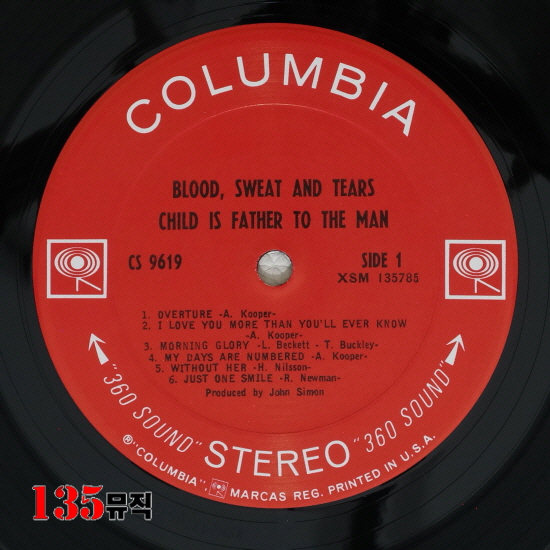 COLUMBIA
BLOOD, SWEAT AND TEARS
CHILD IS FATHER TO THE MAN
CS 9619
SIDE 1
XSM 135785
1. OVERTURE -A. Kooper-
2. I LOVE YOU MORE THAN YOU'LL EVER KNOW
-A. Kooper-
3. MORNING GLORY -L. Beckett - T. Buckley-
4. MY DAYS ARE NUMBERED -A. Kooper-
5. WITHOUT HER -H. Nilsson-
6. JUST ONE SMILE -R. Newman-
Produced by John Simon
"360 SOUND" STEREO "360 SOUND"
℗"COLUMBIA", MARCAS REG. PRINTED IN U.S.A.
135뮤직